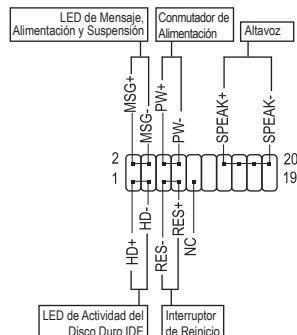 LED de Mensaje,
Alimentación y Suspensión
Conmutador de
Alimentación
Altavoz
MSG+
MSG-
PW+
PW-
SPEAK+
SPEAK-
2
20
1
19
HD+
HD-
RES-
RES+
NC
LED de Actividad del
Disco Duro IDE
Interruptor
de Reinicio